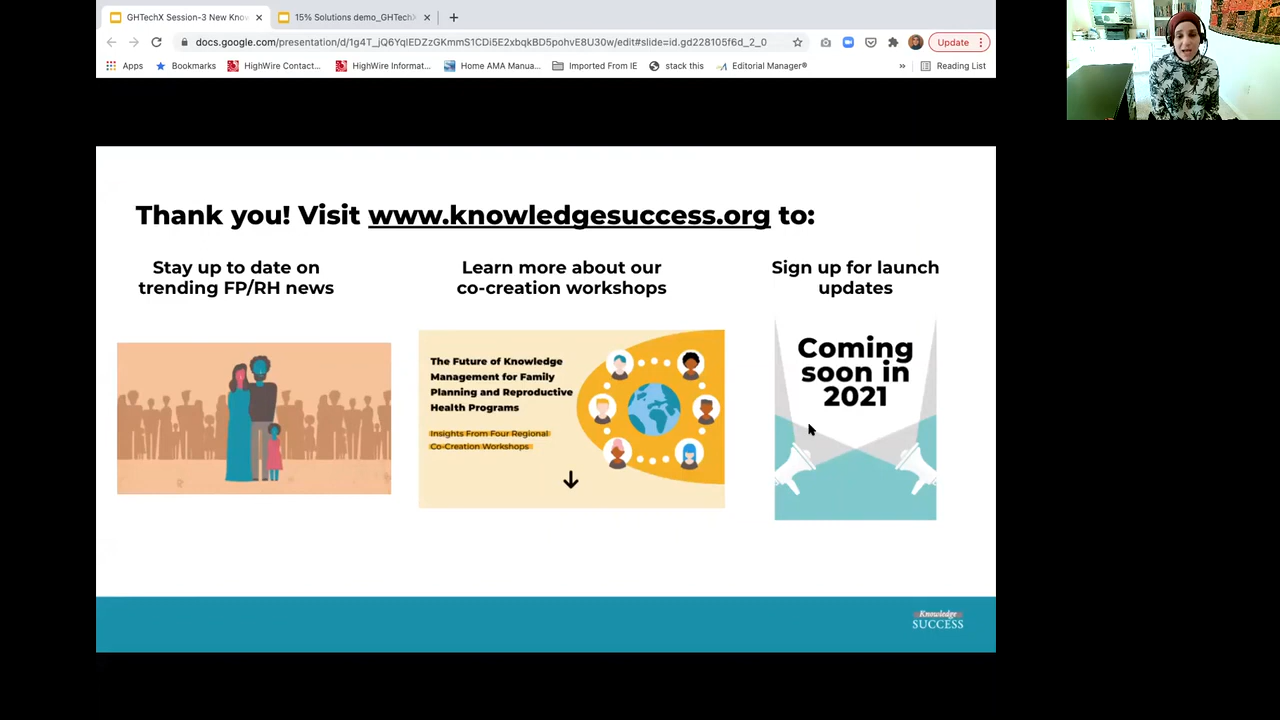 GHTechX Session-3 New Know
15% Solutions demo_GHTechX
docs.google.com/presentation/d/1g4T_jQ6YqlEDZzGKHmS1CDi5E2xbqkBD5pohvE8U30w/edit#slide=id.gd228105f6d_2_0
Update
Apps
Bookmarks
HighWire Contact...
HighWire Informat...
Home AMA Manua...
Imported From IE
stack this
Editorial Manager®
»
Reading List
Thank you! Visit www.knowledgesuccess.org to:
Stay up to date on
trending FP/RH news
Learn more about our
co-creation workshops
Sign up for launch
updates
The Future of Knowledge
Management for Family
Planning and Reproductive
Health Programs
Insights From Four Regional
Co-Creation Workshops
Coming
soon in
2021
Knowledge
SUCCESS